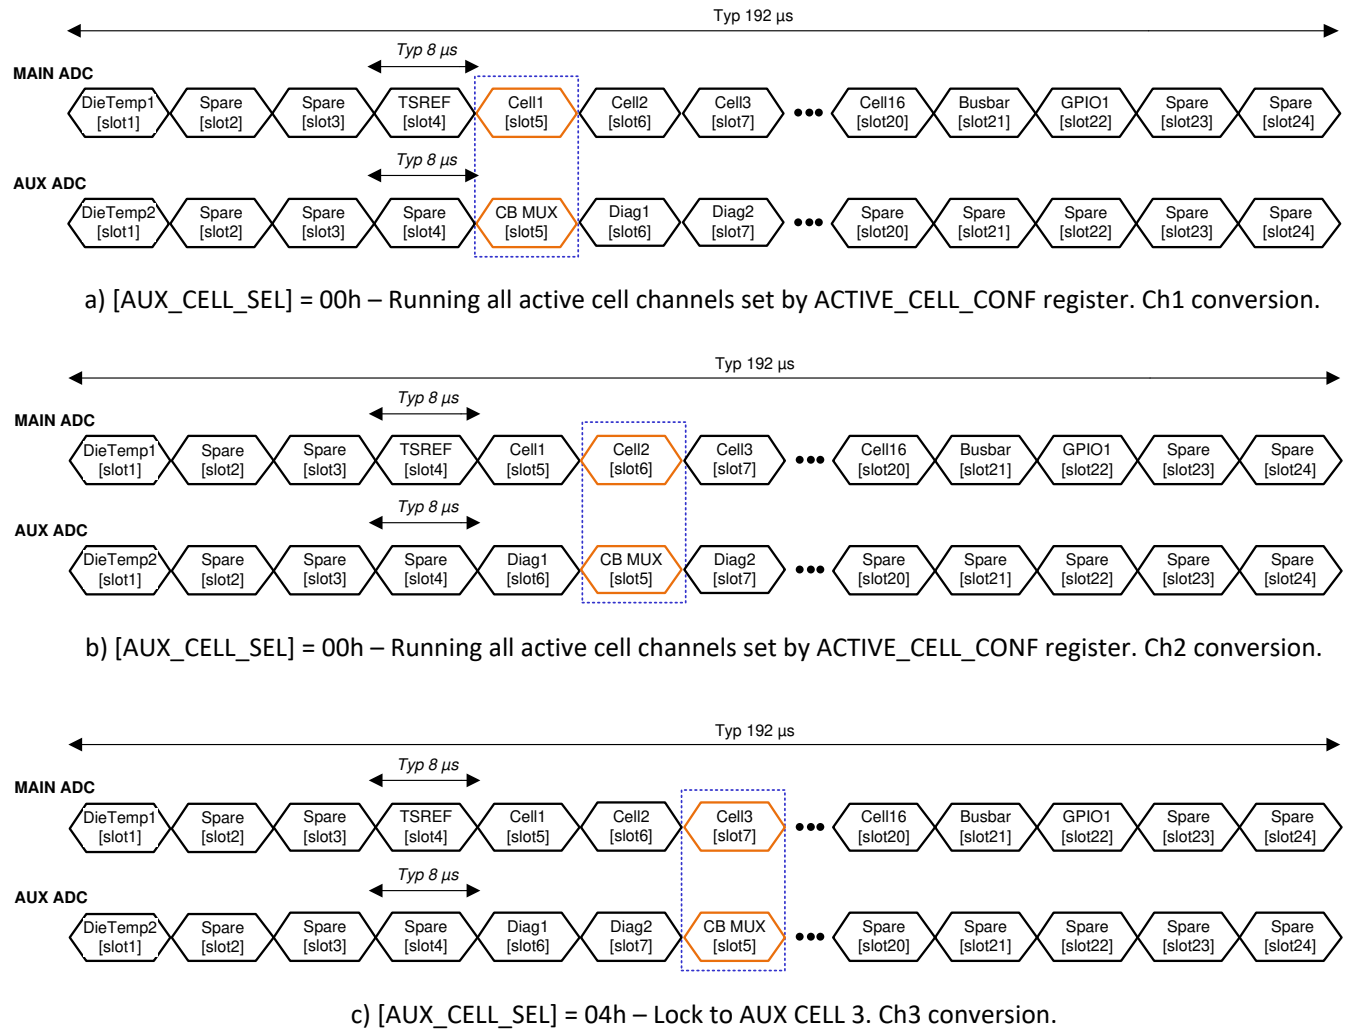 Typ 192 µs
Typ 8 µs
MAIN ADC
DieTemp1 Spare Spare TSREF Cell1 Cell2 Cell3 Cell16 Busbar GPIO1 Spare Spare
[slot1] [slot2] [slot3] [slot4] [slot5] [slot6] [slot7] [slot20] [slot21] [slot22] [slot23] [slot24]
Typ 8 µs
AUX ADC
DieTemp2 Spare Spare Spare CB MUX Diag1 Diag2 Spare Spare Spare Spare Spare
[slot1] [slot2] [slot3] [slot4] [slot5] [slot6] [slot7] [slot20] [slot21] [slot22] [slot23] [slot24]
a) [AUX_CELL_SEL] = 00h – Running all active cell channels set by ACTIVE_CELL_CONF register. Ch1 conversion.
Typ 192 µs
Typ 8 µs
MAIN ADC
DieTemp1 Spare Spare TSREF Cell1 Cell2 Cell3 Cell16 Busbar GPIO1 Spare Spare
[slot1] [slot2] [slot3] [slot4] [slot5] [slot6] [slot7] [slot20] [slot21] [slot22] [slot23] [slot24]
Typ 8 µs
AUX ADC
DieTemp2 Spare Spare Spare Diag1 CB MUX Diag2 Spare Spare Spare Spare Spare
[slot1] [slot2] [slot3] [slot4] [slot6] [slot5] [slot7] [slot20] [slot21] [slot22] [slot23] [slot24]
b) [AUX_CELL_SEL] = 00h – Running all active cell channels set by ACTIVE_CELL_CONF register. Ch2 conversion.
Typ 192 µs
Typ 8 µs
MAIN ADC
DieTemp1 Spare Spare TSREF Cell1 Cell2 Cell3 Cell16 Busbar GPIO1 Spare Spare
[slot1] [slot2] [slot3] [slot4] [slot5] [slot6] [slot7] [slot20] [slot21] [slot22] [slot23] [slot24]
Typ 8 µs
AUX ADC
DieTemp2 Spare Spare Spare Diag1 Diag2 CB MUX Spare Spare Spare Spare Spare
[slot1] [slot2] [slot3] [slot4] [slot6] [slot7] [slot5] [slot20] [slot21] [slot22] [slot23] [slot24]
c) [AUX_CELL_SEL] = 04h – Lock to AUX CELL 3. Ch3 conversion.